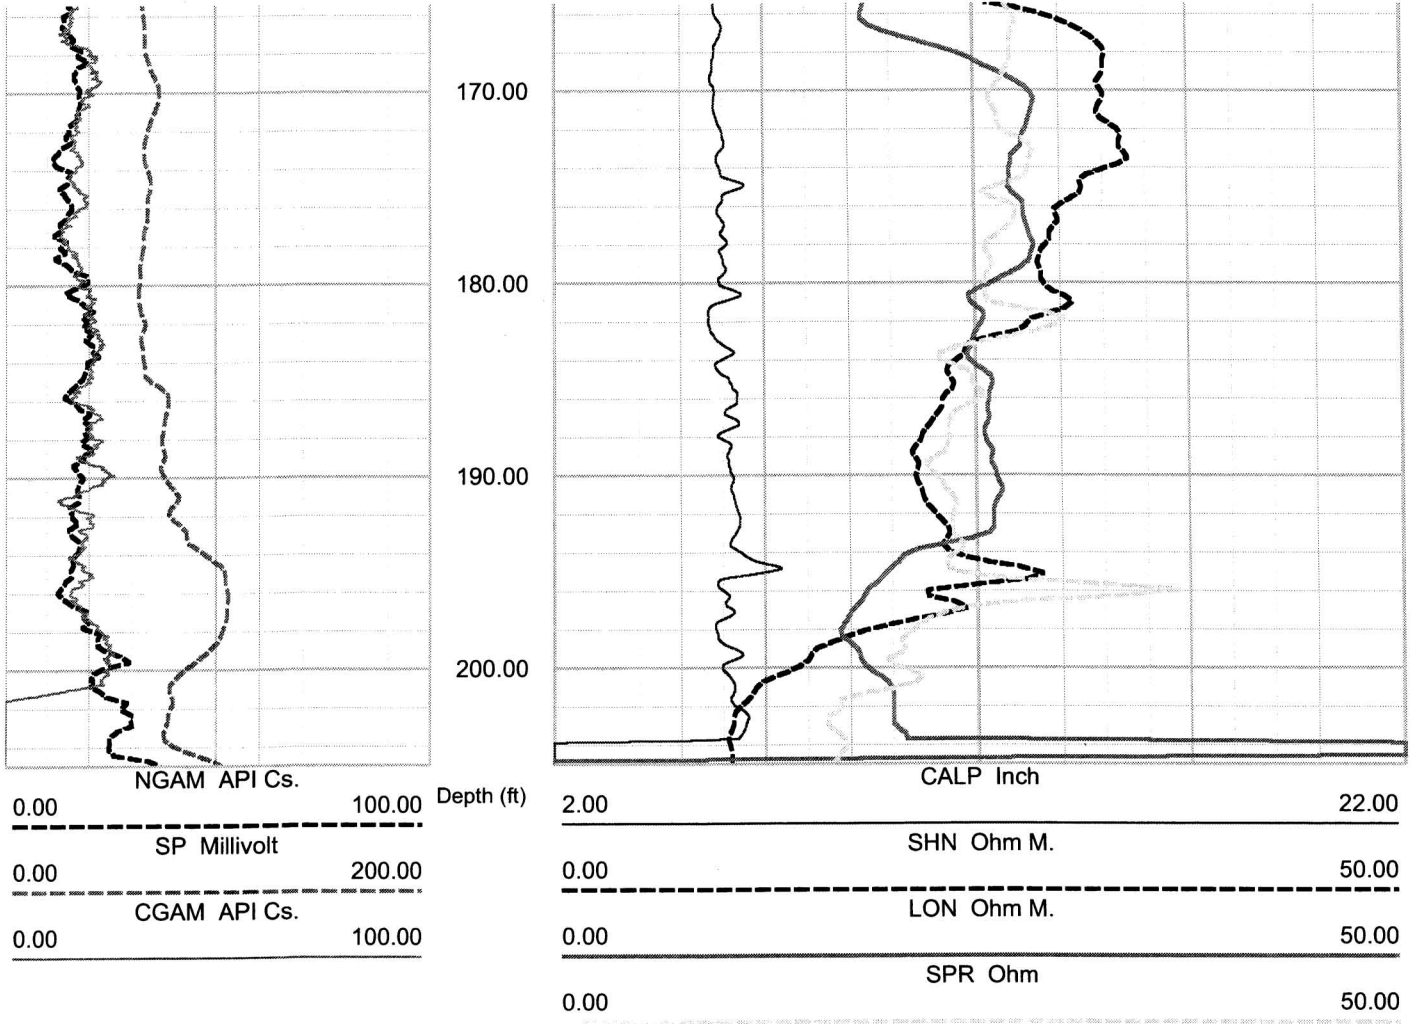 170.00
180.00
190.00
200.00
NGAM API Cs.
0.00 100.00
SP Millivolt
0.00 200.00
CGAM API Cs.
0.00 100.00
Depth (ft)
CALP Inch
2.00 22.00
SHN Ohm M.
0.00 50.00
LON Ohm M.
0.00 50.00
SPR Ohm
0.00 50.00